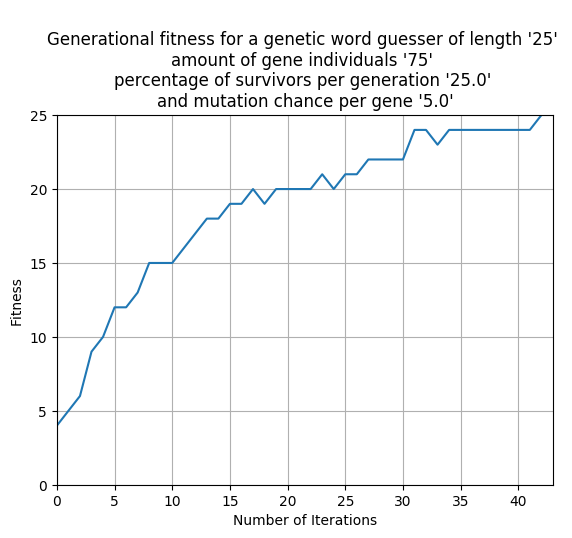 Generational fitness for a genetic word guesser of length '25'
amount of gene individuals '75'
percentage of survivors per generation '25.0'
and mutation chance per gene '5.0'
25
20
15
10
5
0
Fitness
0 5 10 15 20 25 30 35 40
Number of Iterations